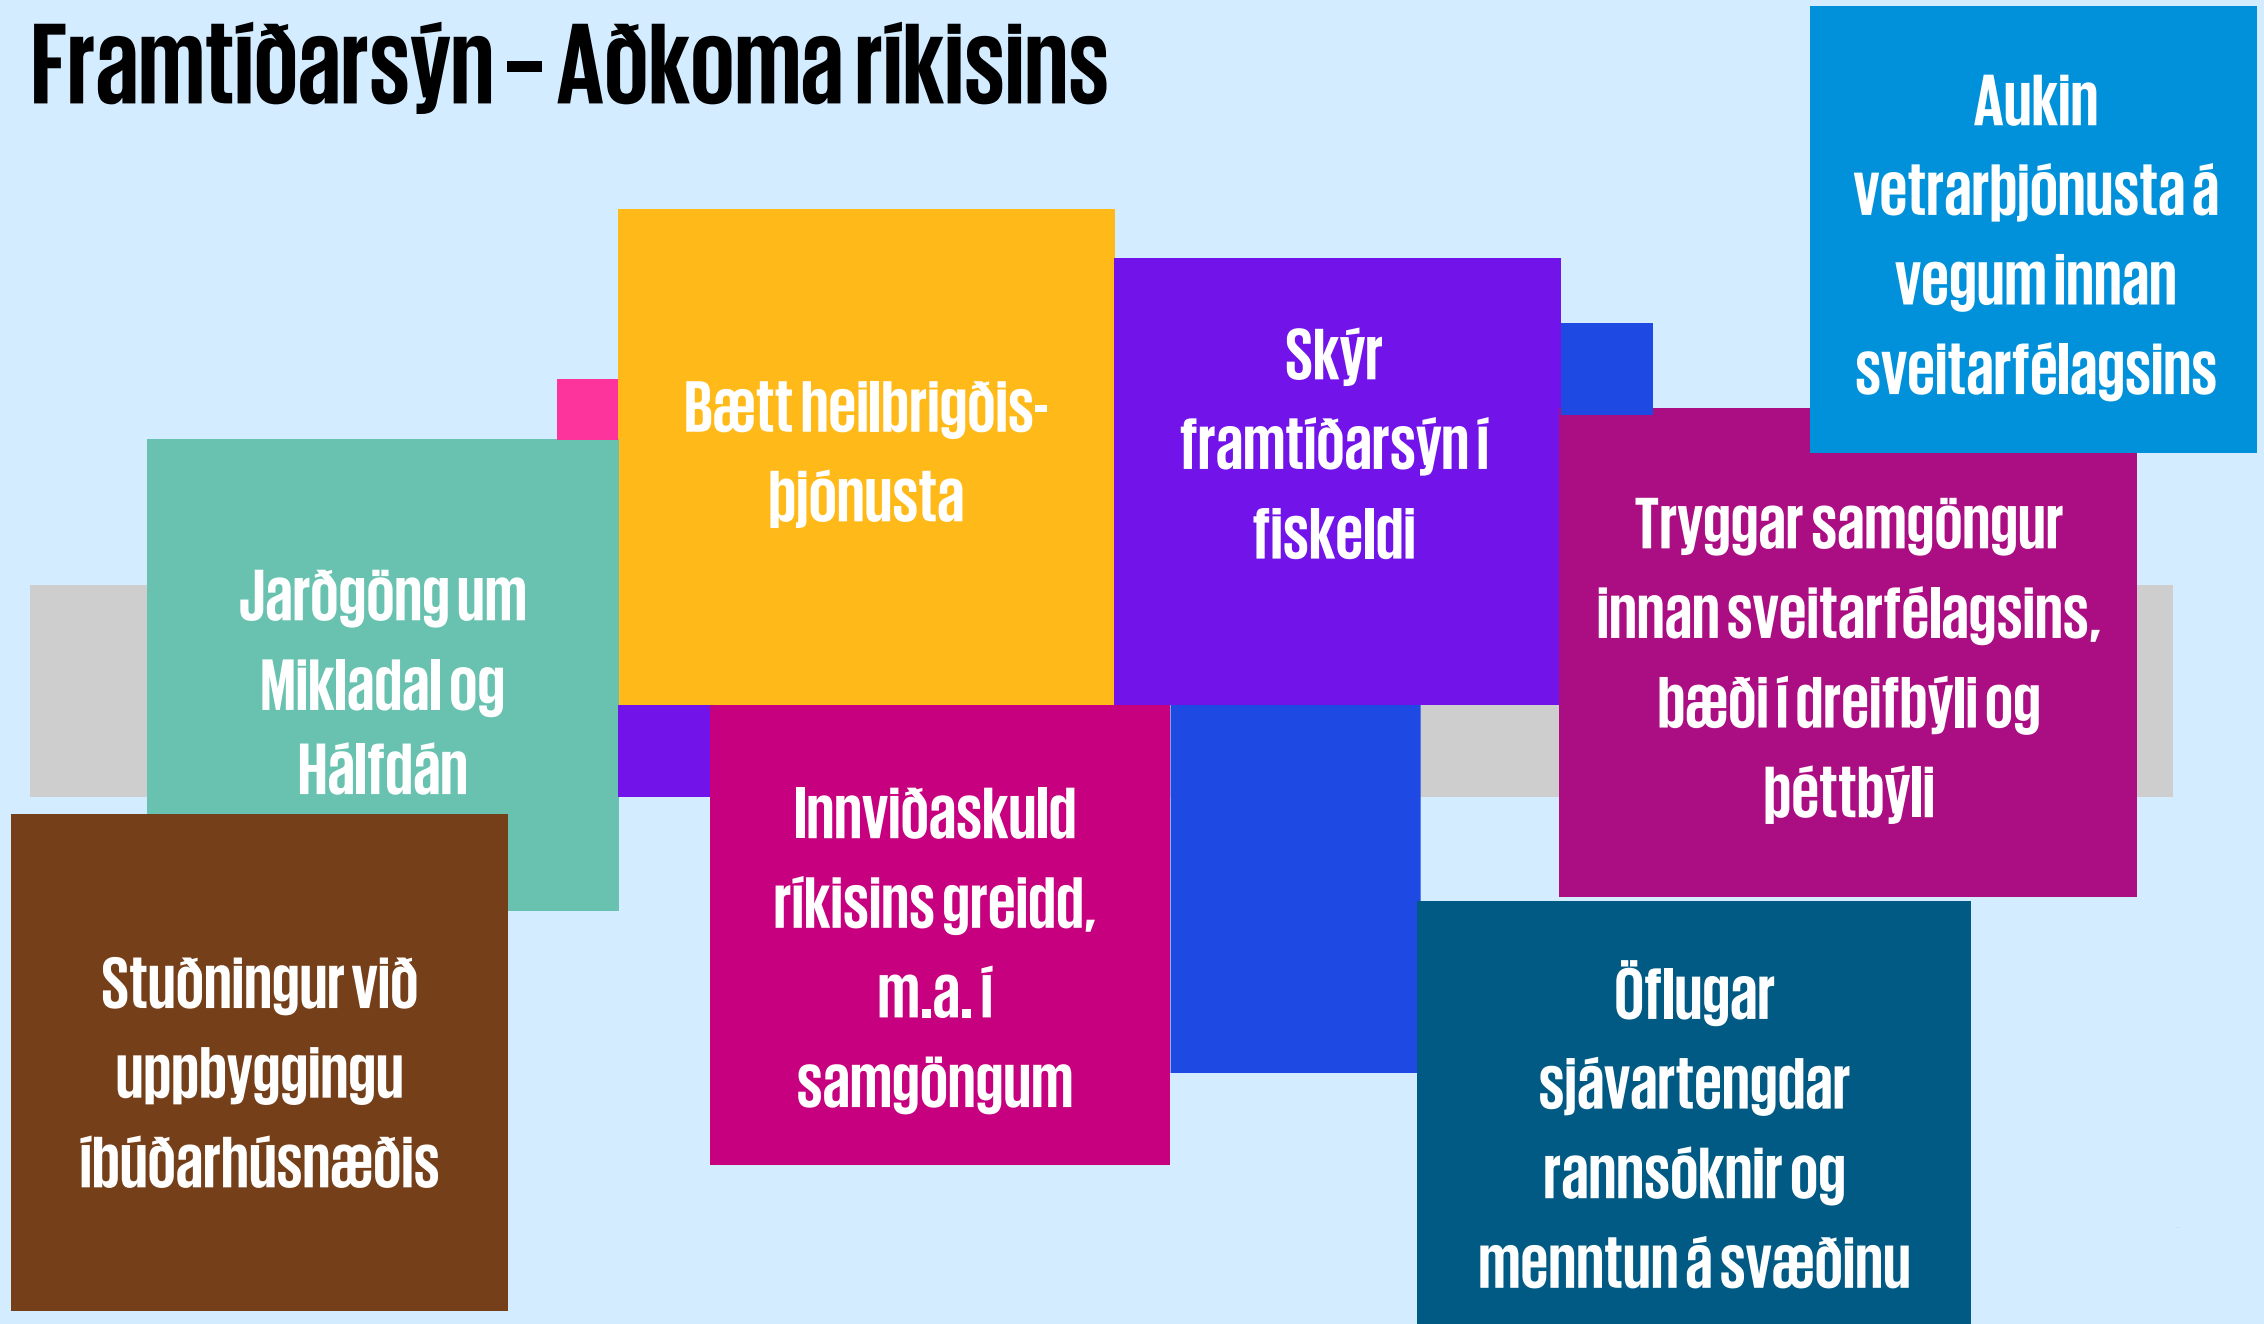 Framtíðarsýn – Aðkoma ríkisins
Aukin
vetrarþjónusta á
vegum innan
sveitarfélagsins
Bætt heilbrigðis-
þjónusta
Skýr
framtíðarsýn í
fiskeldi
Tryggar samgöngur
innan sveitarfélagsins,
bæði í dreifbýli og
þéttbýli
Jarðgöng um
Mikladal og
Hálfdán
Innviðaskuld
ríkisins greidd,
m.a. í
samgöngum
Stuðningur við
uppbyggingu
íbúðarhúsnæðis
Öflugar
sjávartengdar
rannsóknir og
menntun á svæðinu